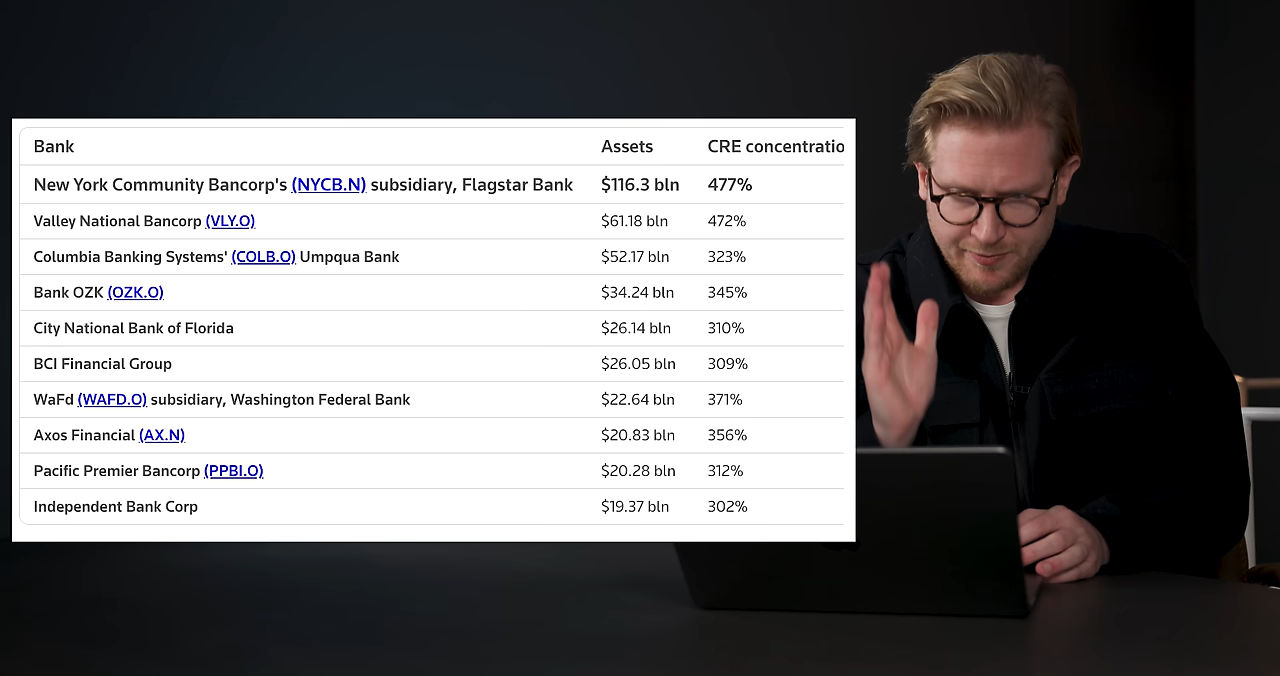 Bank Assets CRE concentratio
New York Community Bancorp's (NYCB.N) subsidiary, Flagstar Bank $116.3 bln 477%
Valley National Bancorp (VLY.O) $61.18 bln 472%
Columbia Banking Systems' (COLB.O) Umpqua Bank $52.17 bln 323%
Bank OZK (OZK.O) $34.24 bln 345%
City National Bank of Florida $26.14 bln 310%
BCI Financial Group $26.05 bln 309%
WaFd (WAFD.O) subsidiary, Washington Federal Bank $22.64 bln 371%
Axos Financial (AX.N) $20.83 bln 356%
Pacific Premier Bancorp (PPBI.O) $20.28 bln 312%
Independent Bank Corp $19.37 bln 302%